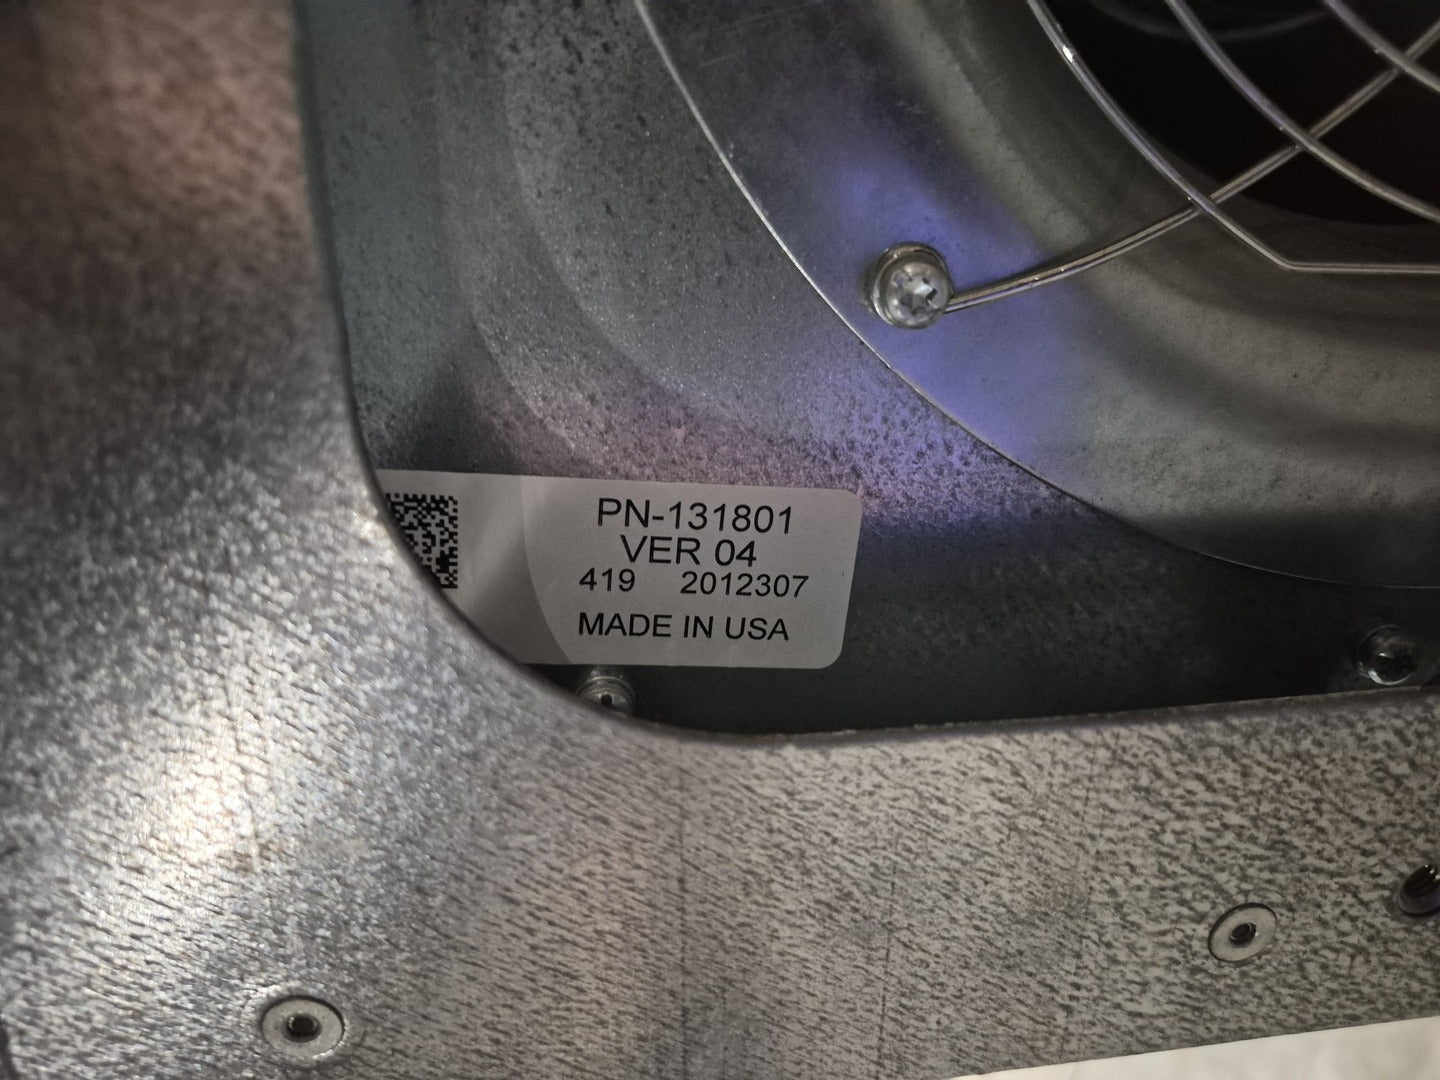 PN-131801
VER 04
419 2012307
MADE IN USA